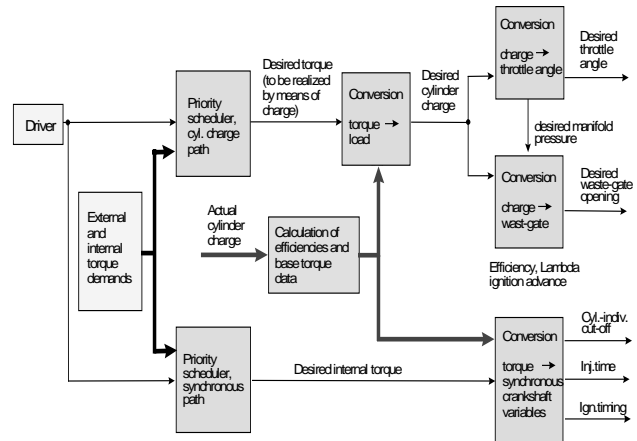 Driver
External
and
internal
torque
demands
Priority
scheduler,
cyl. charge
path
Desired torque
(to be realized
by means of
charge)
Conversion
torque →
load
Desired
cylinder
charge
Conversion
charge →
throttle angle
Desired
throttle
angle
desired manifold
pressure
Conversion
charge →
wast-gate
Desired
waste-gate
opening
Actual
cylinder
charge
Calculation of
efficiencies and
base torque
data
Efficiency, Lambda
ignition advance
Priority
scheduler,
synchronous
path
Desired internal torque
Conversion
torque →
synchronous
crankshaft
variables
Cyl.-indiv.
cut-off
Inj.time
Ign.timing